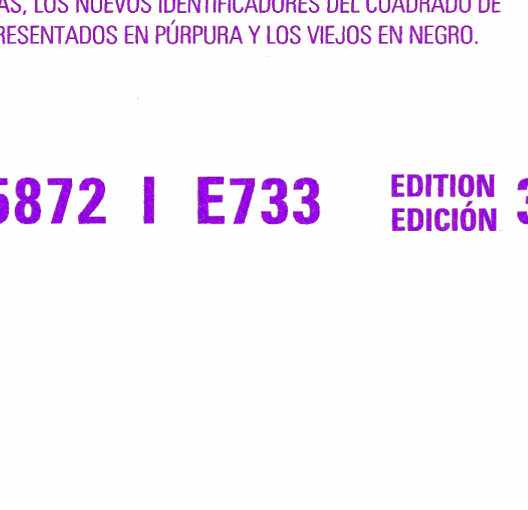 AS, LOS NUEVOS IDENTIFICADORES DEL CUADRADO DE
RESENTADOS EN PÚRPURA Y LOS VIEJOS EN NEGRO.
5872 I E733 EDITION 3
EDICIÓN